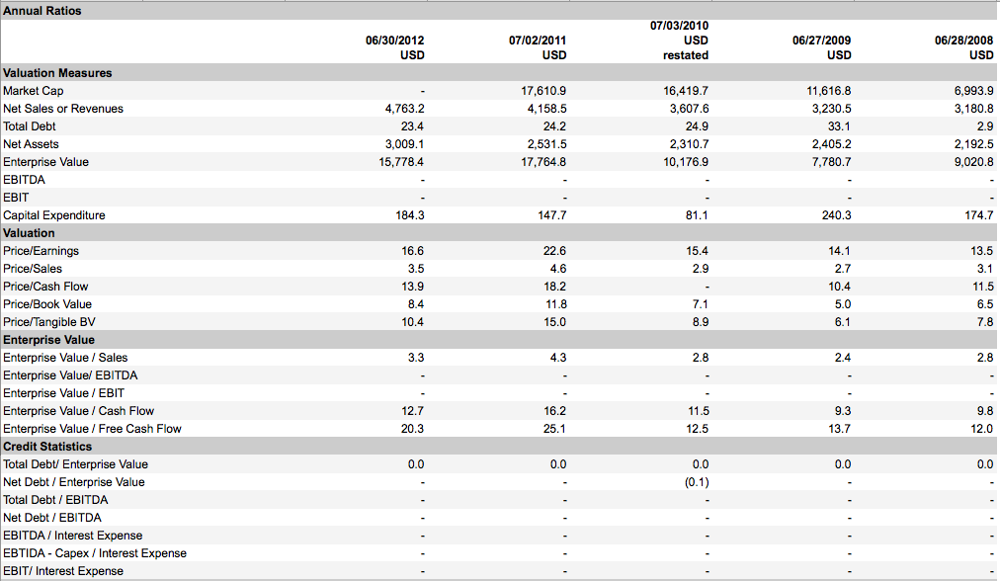 Annual Ratios
06/30/2012 USD 07/02/2011 USD 07/03/2010 USD restated 06/27/2009 USD 06/28/2008 USD
Valuation Measures
Market Cap - 17,610.9 16,419.7 11,616.8 6,993.9
Net Sales or Revenues 4,763.2 4,158.5 3,607.6 3,230.5 3,180.8
Total Debt 23.4 24.2 24.9 33.1 2.9
Net Assets 3,009.1 2,531.5 2,310.7 2,405.2 2,192.5
Enterprise Value 15,778.4 17,764.8 10,176.9 7,780.7 9,020.8
EBITDA - - - - -
EBIT - - - - -
Capital Expenditure 184.3 147.7 81.1 240.3 174.7
Valuation
Price/Earnings 16.6 22.6 15.4 14.1 13.5
Price/Sales 3.5 4.6 2.9 2.7 3.1
Price/Cash Flow 13.9 18.2 - 10.4 11.5
Price/Book Value 8.4 11.8 7.1 5.0 6.5
Price/Tangible BV 10.4 15.0 8.9 6.1 7.8
Enterprise Value
Enterprise Value / Sales 3.3 4.3 2.8 2.4 2.8
Enterprise Value/ EBITDA - - - - -
Enterprise Value / EBIT - - - - -
Enterprise Value / Cash Flow 12.7 16.2 11.5 9.3 9.8
Enterprise Value / Free Cash Flow 20.3 25.1 12.5 13.7 12.0
Credit Statistics
Total Debt/ Enterprise Value 0.0 0.0 0.0 0.0 0.0
Net Debt / Enterprise Value - - (0.1) - -
Total Debt / EBITDA - - - - -
Net Debt / EBITDA - - - - -
EBITDA / Interest Expense - - - - -
EBTIDA - Capex / Interest Expense - - - - -
EBIT/ Interest Expense - - - - -